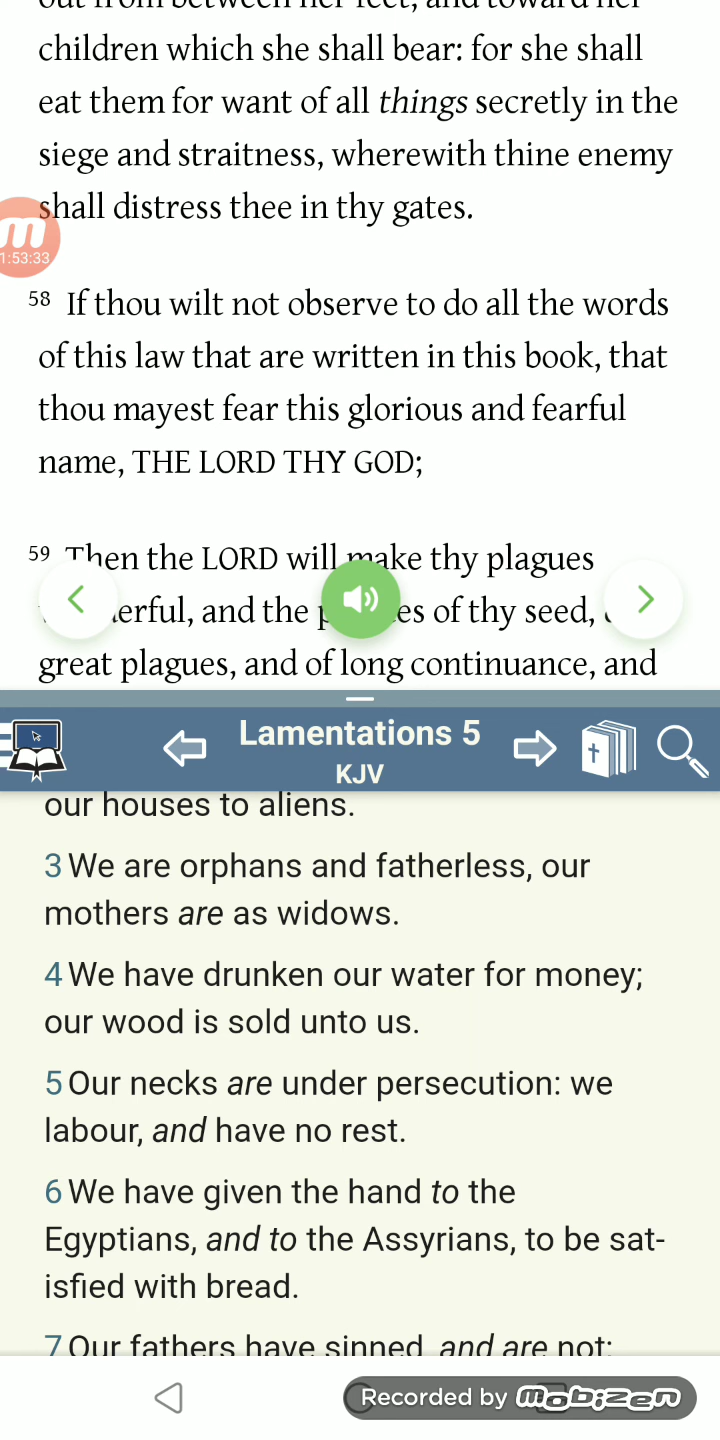 out from between her feet, and toward her
children which she shall bear: for she shall
eat them for want of all things secretly in the
siege and straitness, wherewith thine enemy
shall distress thee in thy gates.
1:53:33
58 If thou wilt not observe to do all the words
of this law that are written in this book, that
thou mayest fear this glorious and fearful
name, THE LORD THY GOD;
59 Then the LORD will make thy plagues
and the of thy seed,
great plagues, and of long continuance, and
Lamentations 5
KJV
our houses to aliens.
3 We are orphans and fatherless, our
mothers are as widows.
4 We have drunken our water for money;
our wood is sold unto us.
5 Our necks are under persecution: we
labour, and have no rest.
6 We have given the hand to the
Egyptians, and to the Assyrians, to be sat-
isfied with bread.
7 Our fathers have sinned, and are not;
Recorded by mobizen